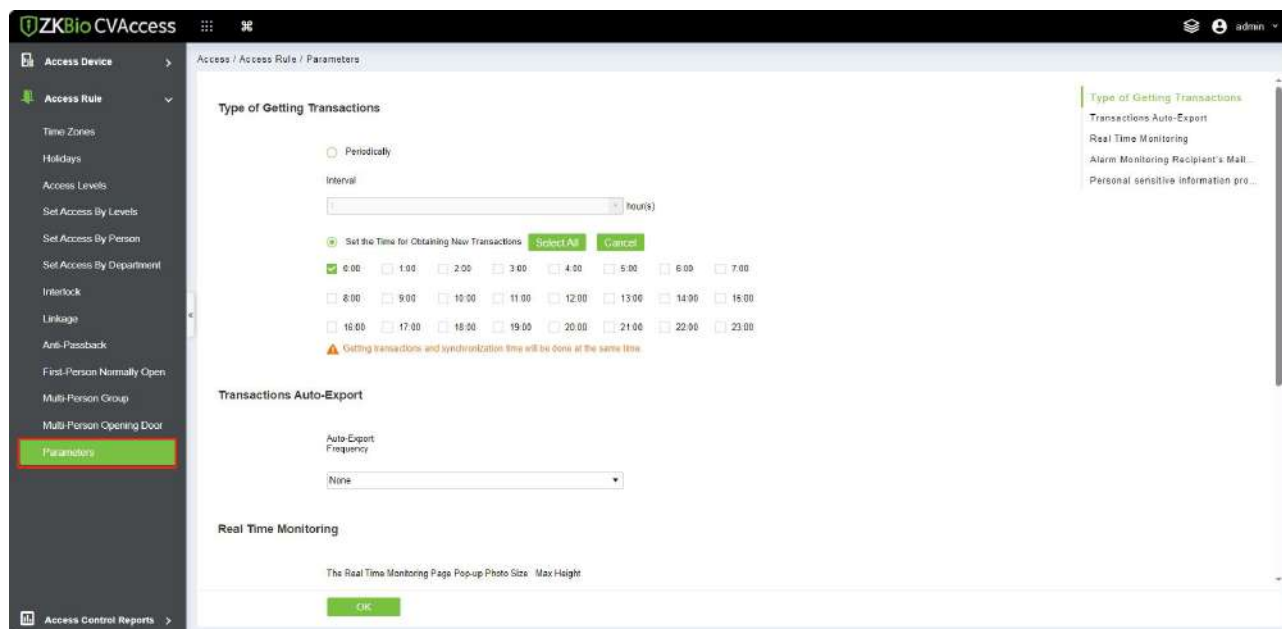 ZKBio CVAccess
admin
Access Device
Access / Access Rule / Parameters
Access Rule
Time Zones
Holidays
Access Levels
Set Access By Levels
Set Access By Person
Set Access By Department
Interlock
Linkage
Anti-Passback
First-Person Normally Open
Multi-Person Group
Multi-Person Opening Door
Parameters
Access Control Reports
Type of Getting Transactions
Periodically
Interval
hour(s)
Set the Time for Obtaining New Transactions Select All Cancel
0:00 1:00 2:00 3:00 4:00 5:00 6:00 7:00
8:00 9:00 10:00 11:00 12:00 13:00 14:00 15:00
16:00 17:00 18:00 19:00 20:00 21:00 22:00 23:00
Getting transactions and synchronization time will be done at the same time.
Transactions Auto-Export
Auto-Export
Frequency
None
Real Time Monitoring
The Real Time Monitoring Page Pop-up Photo Size Max Height
OK
Type of Getting Transactions
Transactions Auto-Export
Real Time Monitoring
Alarm Monitoring Recipient's Mail...
Personal sensitive information pro...